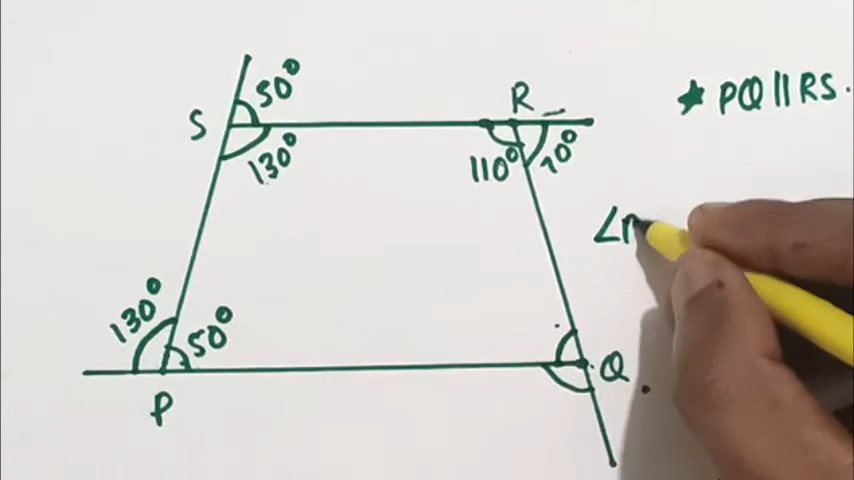 50°
R
★ PQ || RS.
S
130°
110°
70°
∠
130°
50°
Q
P